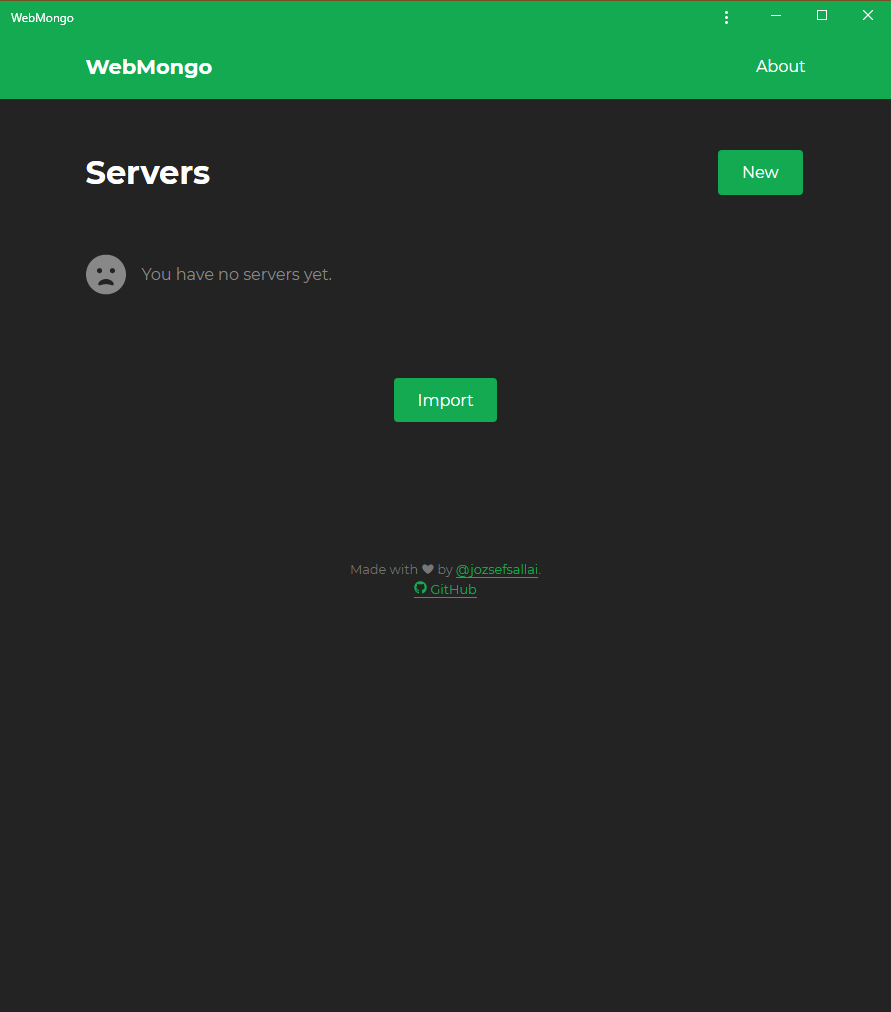 WebMongo
WebMongo
About
Servers
New
You have no servers yet.
Import
Made with ♥ by @jozsefsallai.
GitHub